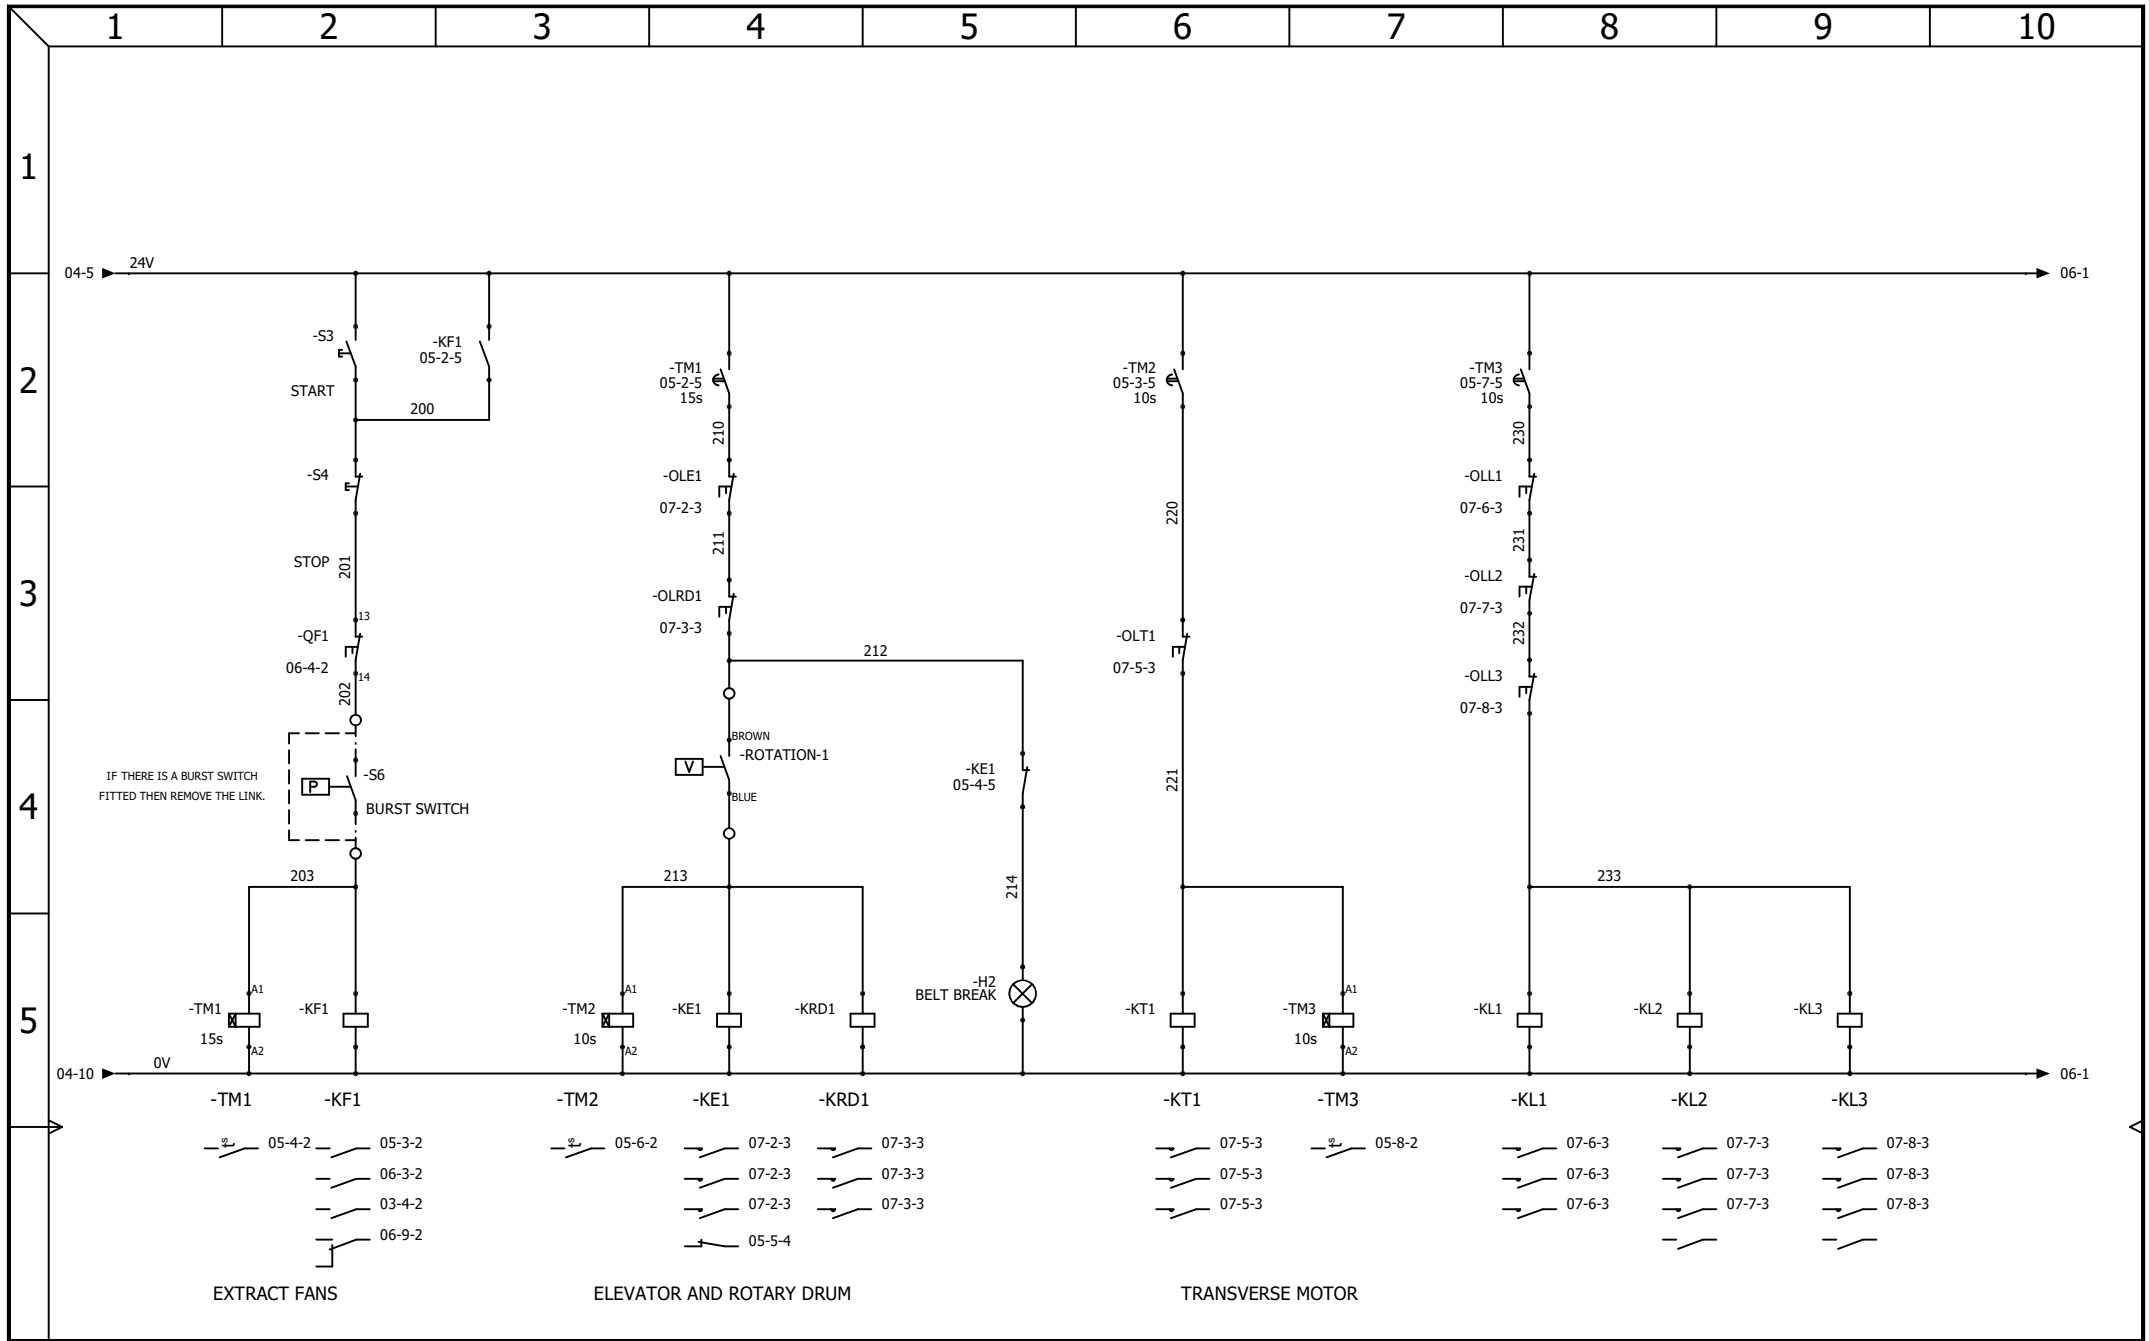 1 2 3 4 5 6 7 8 9 10
1
2
3
4
5
04-5 24V 06-1
-S3
START
-KF1
05-2-5
200
-S4
STOP
201
13
-QF1
06-4-2
14
202
IF THERE IS A BURST SWITCH
FITTED THEN REMOVE THE LINK.
P
-S6
BURST SWITCH
203
A1
-TM1
15s
A2
-KF1
-TM1
05-2-5
15s
210
-OLE1
07-2-3
211
-OLRD1
07-3-3
212
BROWN
-ROTATION-1
V
BLUE
213
A1
-TM2
10s
A2
-KE1
-KRD1
-KE1
05-4-5
214
-H2
BELT BREAK
-TM2
05-3-5
10s
220
-OLT1
07-5-3
221
-KT1
A1
-TM3
10s
A2
-TM3
05-7-5
10s
230
-OLL1
07-6-3
231
-OLL2
07-7-3
232
-OLL3
07-8-3
233
-KL1
-KL2
-KL3
04-10 0V 06-1
-TM1 -KF1 -TM2 -KE1 -KRD1 -KT1 -TM3 -KL1 -KL2 -KL3
05-4-2 05-3-2 05-6-2 07-2-3 07-3-3 07-5-3 05-8-2 07-6-3 07-7-3 07-8-3
06-3-2 07-2-3 07-3-3 07-5-3 07-6-3 07-7-3 07-8-3
03-4-2 07-2-3 07-3-3 07-5-3 07-6-3 07-7-3 07-8-3
06-9-2 05-5-4
EXTRACT FANS ELEVATOR AND ROTARY DRUM TRANSVERSE MOTOR